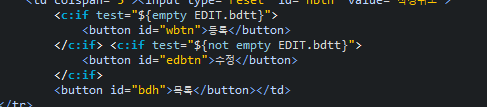 <td colspan="5"><input type="reset" id="hbtn" value="작성취소">
<c:if test="${empty EDIT.bdtt}">
<button id="wbtn">등록</button>
</c:if> <c:if test="${not empty EDIT.bdtt}">
<button id="edbtn">수정</button>
</c:if>
<button id="bdh">목록</button></td>
</tr>